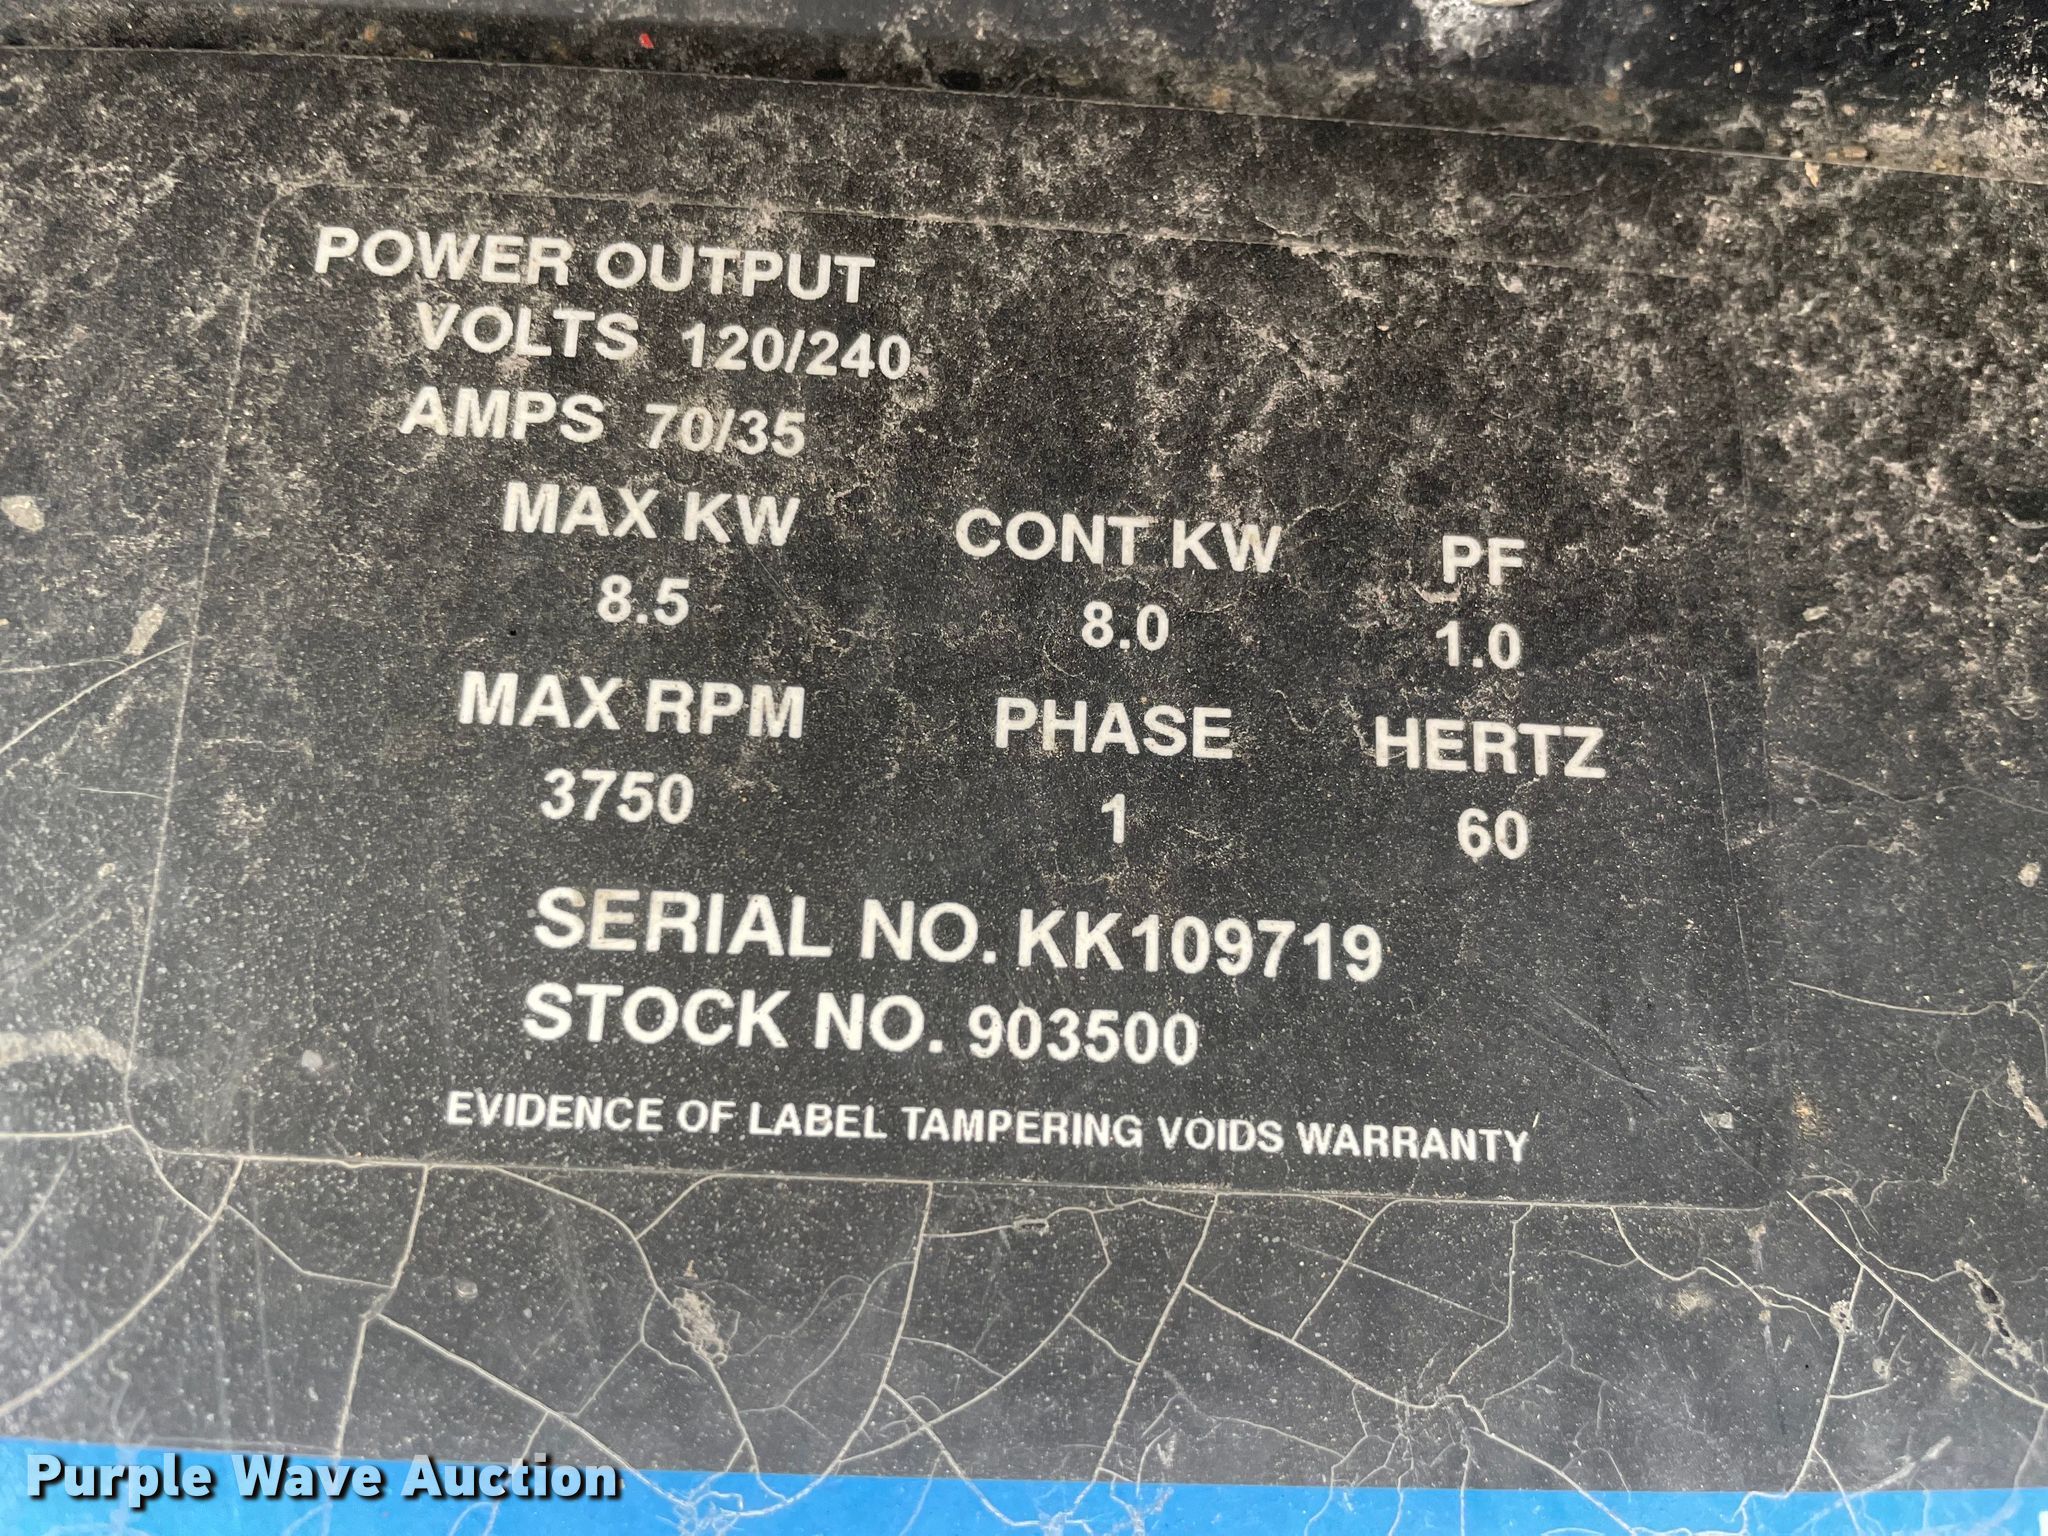 POWER OUTPUT
VOLTS 120/240
AMPS 70/35
MAX KW CONT KW PF
8.5 8.0 1.0
MAX RPM PHASE HERTZ
3750 1 60
SERIAL NO. KK109719
STOCK NO. 903500
EVIDENCE OF LABEL TAMPERING VOIDS WARRANTY
Purple Wave Auction